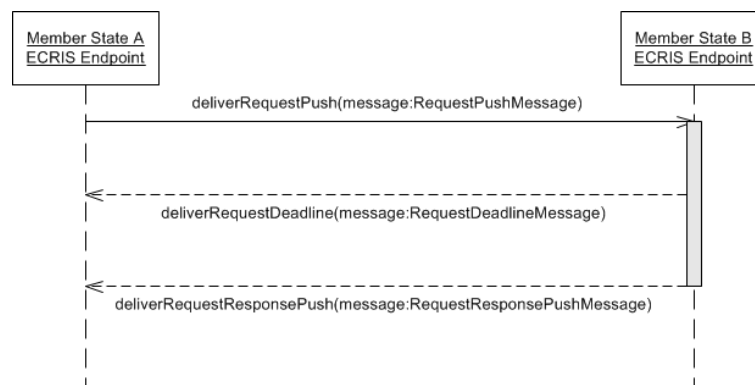 Member State A
ECRIS Endpoint
Member State B
ECRIS Endpoint
deliverRequestPush(message:RequestPushMessage)
deliverRequestDeadline(message:RequestDeadlineMessage)
deliverRequestResponsePush(message:RequestResponsePushMessage)